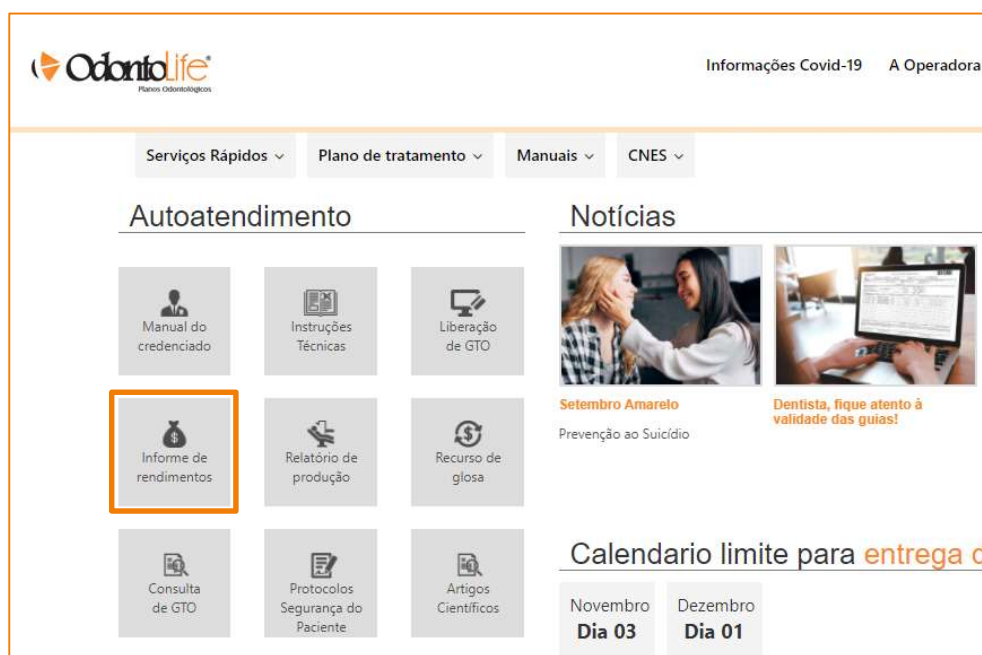 OdontoLife
Planos Odontológicos
Informações Covid-19 A Operadora
Serviços Rápidos Plano de tratamento Manuais CNES
Autoatendimento
Manual do
credenciado
Instruções
Técnicas
Liberação
de GTO
Informe de
rendimentos
Relatório de
produção
Recurso de
glosa
Consulta
de GTO
Protocolos
Segurança do
Paciente
Artigos
Científicos
Notícias
Setembro Amarelo
Prevenção ao Suicídio
Dentista, fique atento à
validade das guias!
Calendario limite para entrega
Novembro
Dia 03
Dezembro
Dia 01